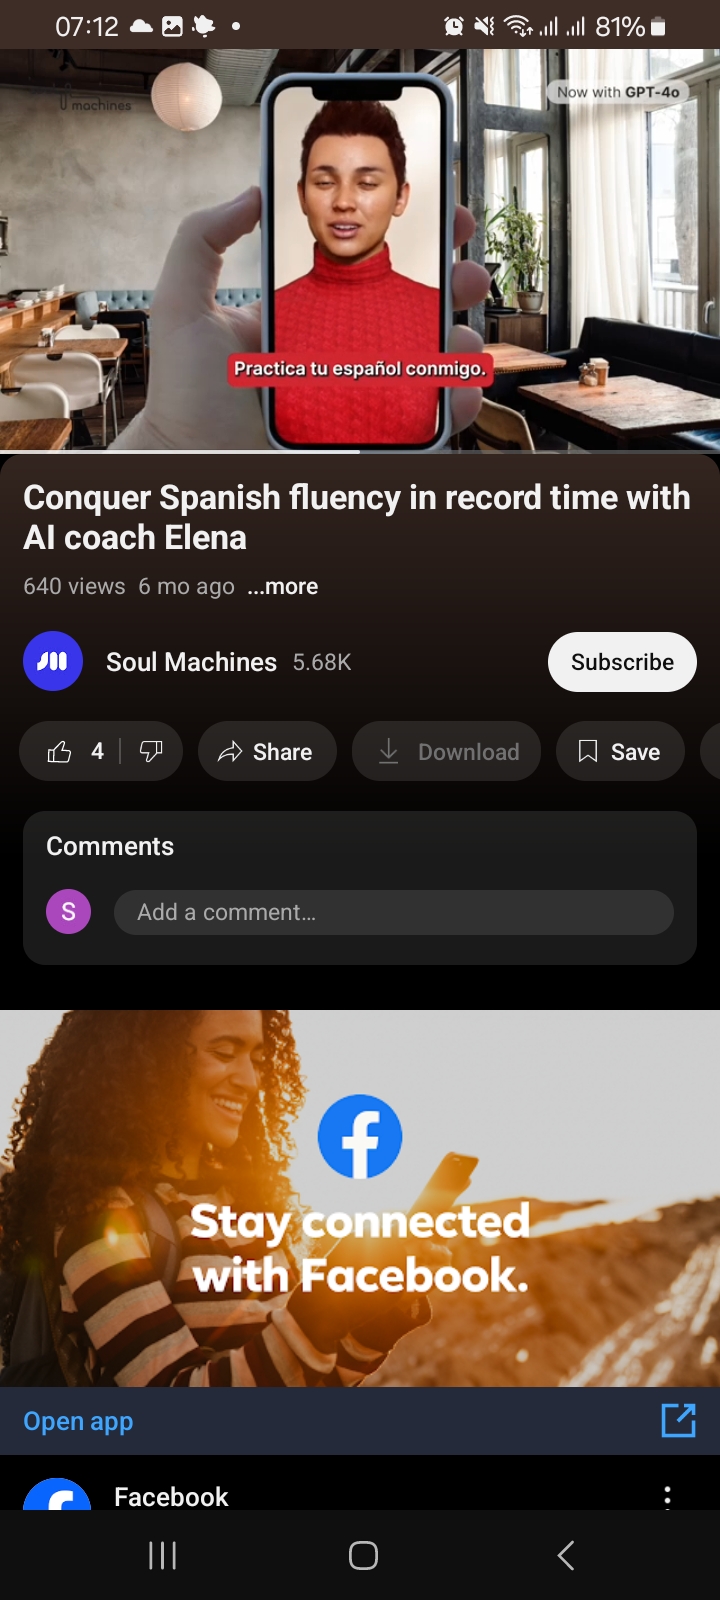 07:12
81%
machines
Now with GPT-4o
Practica tu español conmigo.
Conquer Spanish fluency in record time with
AI coach Elena
640 views 6 mo ago ...more
Soul Machines 5.68K
Subscribe
4
Share
Download
Save
Comments
S
Add a comment...
Stay connected
with Facebook.
Open app
Facebook